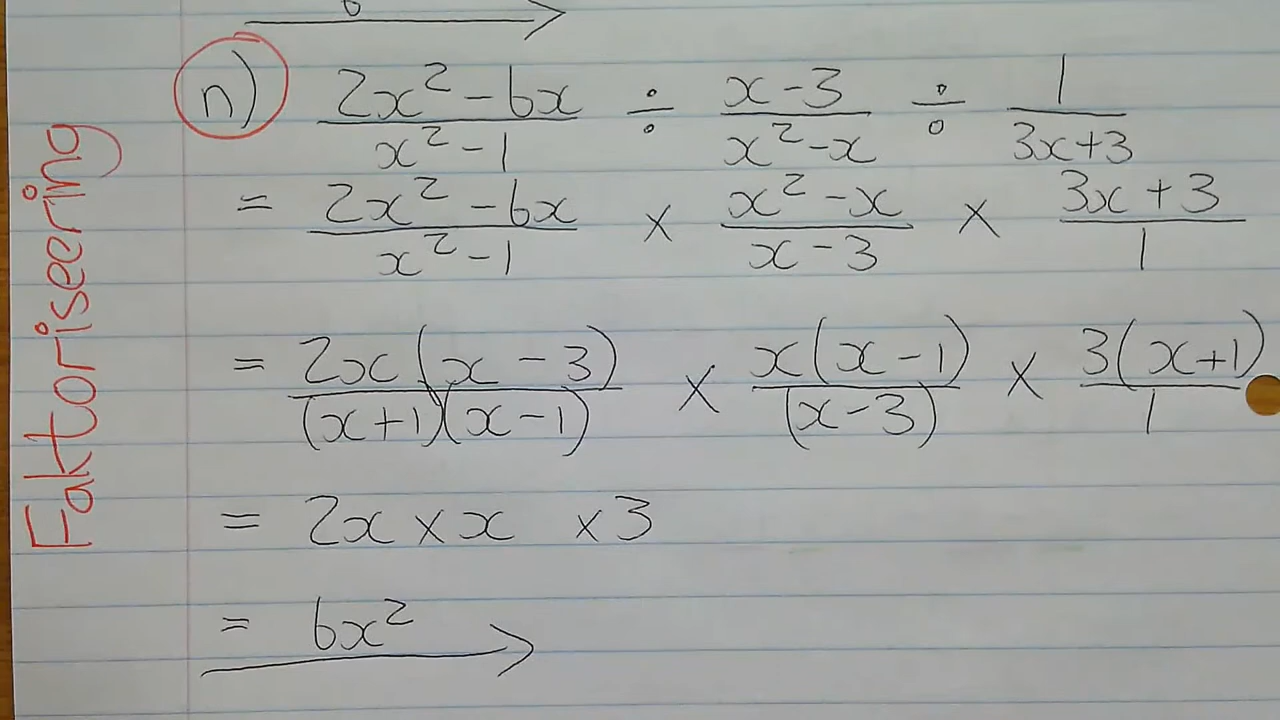 Faktorisering
n) (2x² - 6x)/(x² - 1) ÷ (x - 3)/(x² - x) ÷ 1/(3x + 3)
= (2x² - 6x)/(x² - 1) × (x² - x)/(x - 3) × (3x + 3)/1
= 2x(x - 3)/(x + 1)(x - 1) × x(x - 1)/(x - 3) × 3(x + 1)/1
= 2x × x × 3
= 6x²